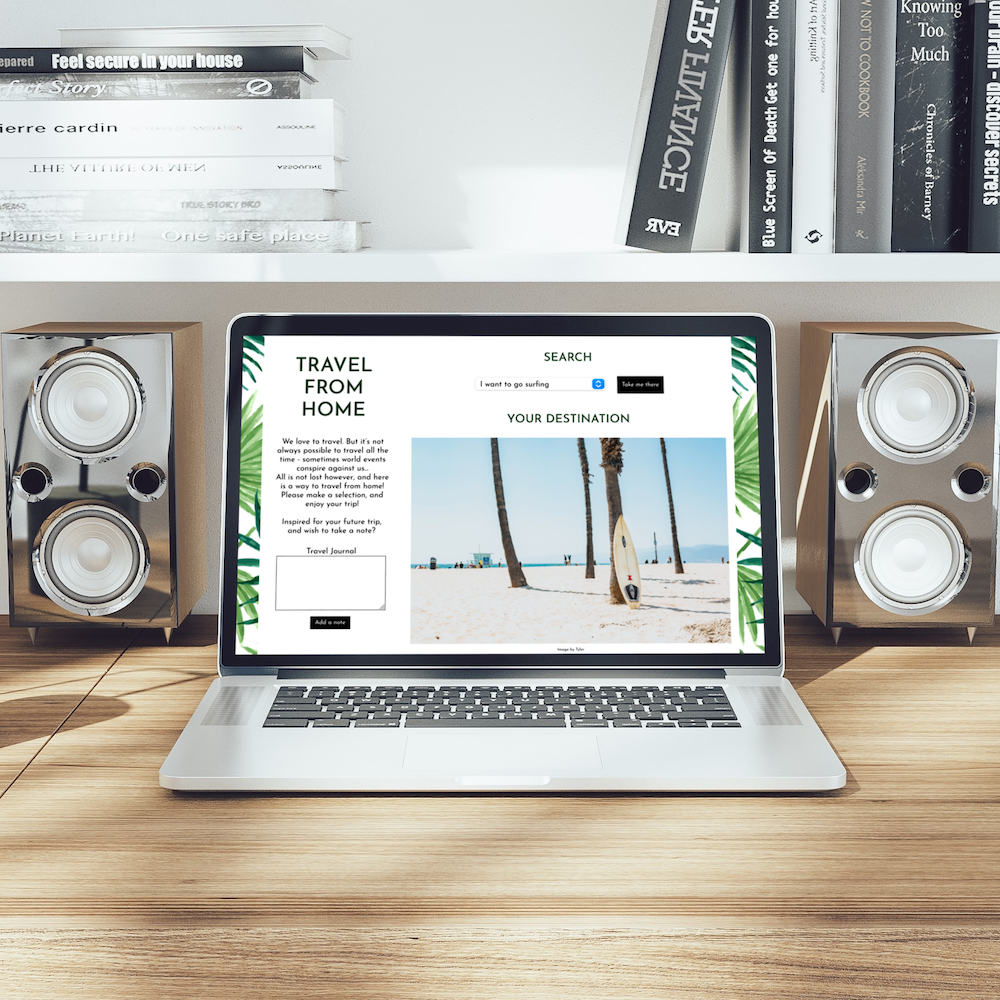 epared Feel secure in your house
rfect Story
ierre cardin
ASSOULINE
THE ALLURE OF MEN
ASSOULINE
TRUE STORY BRO
Planet Earth! One safe place
TER FINANCE
EVR
Blue Screen Of Death Get one for hou
Art of Knitting
W NOT TO COOKBOOK
Aleksandra Mir
Knowing
Too
Much
Chronicles of Barney
our brain - discover secrets
TRAVEL
FROM
HOME
We love to travel. But it's not
always possible to travel all the
time - sometimes world events
conspire against us...
All is not lost however, and here
is a way to travel from home!
Please make a selection, and
enjoy your trip!
Inspired for your future trip,
and wish to take a note?
Travel Journal
Add a note
SEARCH
I want to go surfing
Take me there
YOUR DESTINATION
Image by Tyler